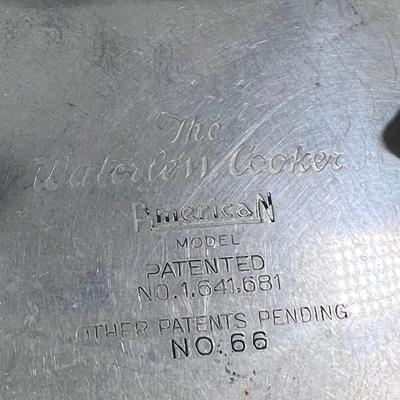 The
Waterless Cooker
AmericaN
MODEL
PATENTED
NO.1,641,681
OTHER PATENTS PENDING
NO.66